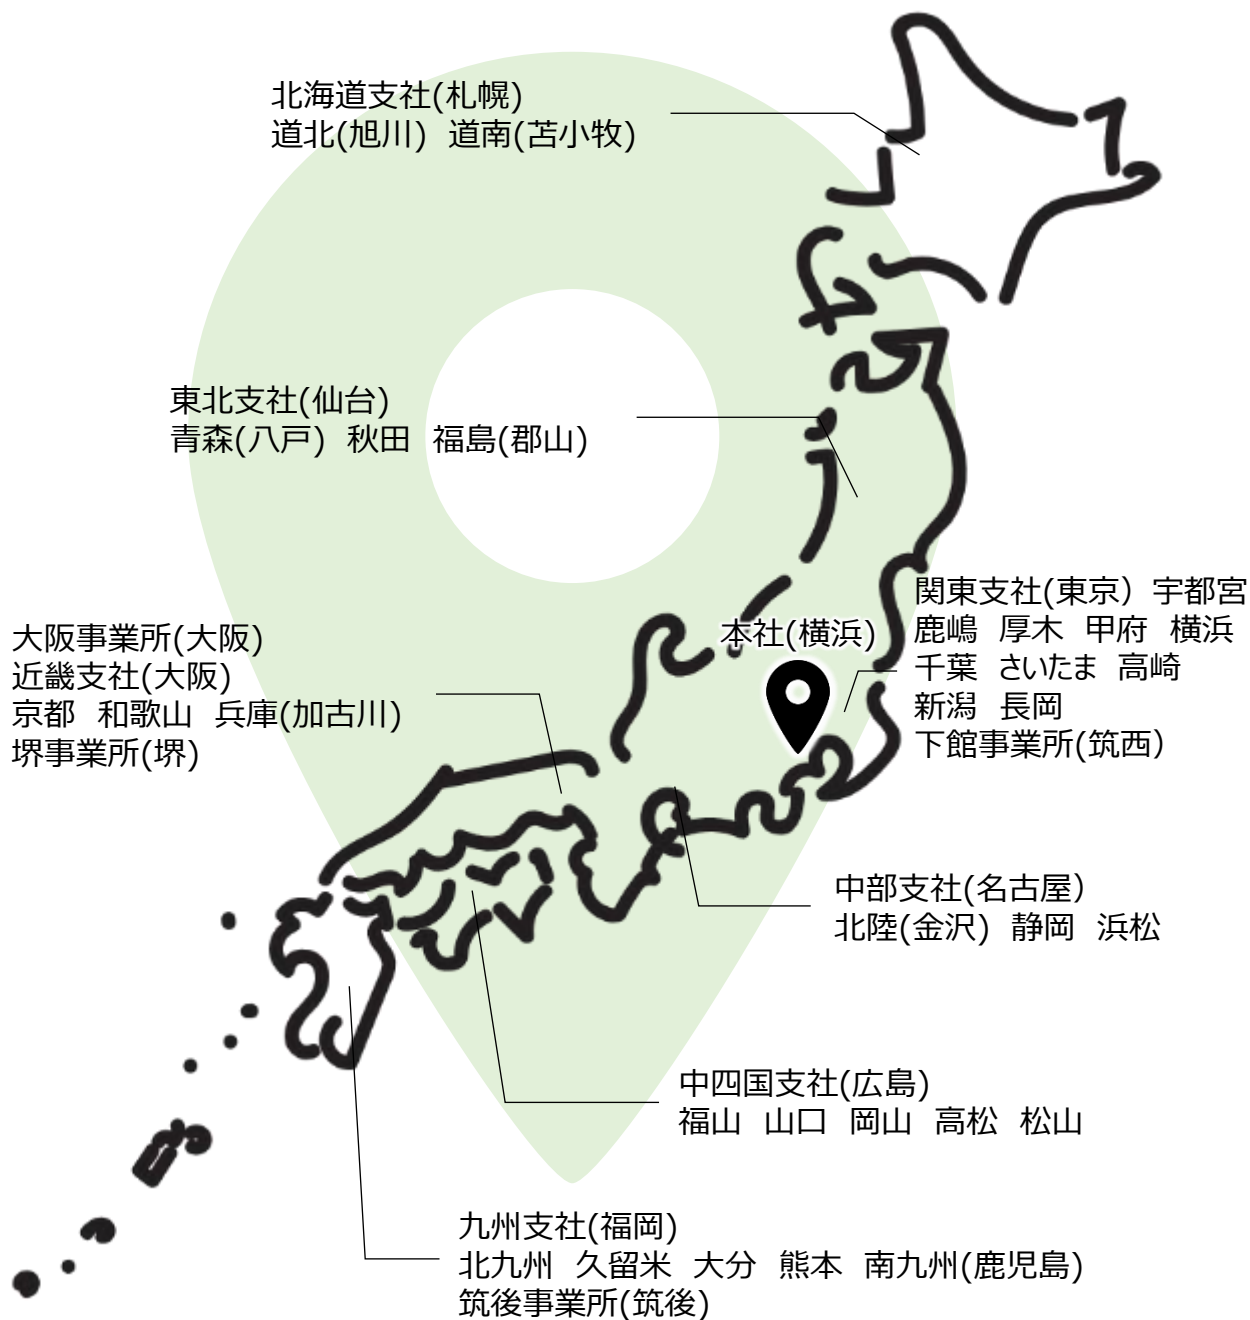 北海道支社(札幌)
道北(旭川) 道南(苫小牧)
東北支社(仙台)
青森(八戸) 秋田 福島(郡山)
関東支社(東京) 宇都宮
鹿嶋 厚木 甲府 横浜
千葉 さいたま 高崎
新潟 長岡
下館事業所(筑西)
本社(横浜)
大阪事業所(大阪)
近畿支社(大阪)
京都 和歌山 兵庫(加古川)
堺事業所(堺)
中部支社(名古屋)
北陸(金沢) 静岡 浜松
中四国支社(広島)
福山 山口 岡山 高松 松山
九州支社(福岡)
北九州 久留米 大分 熊本 南九州(鹿児島)
筑後事業所(筑後)